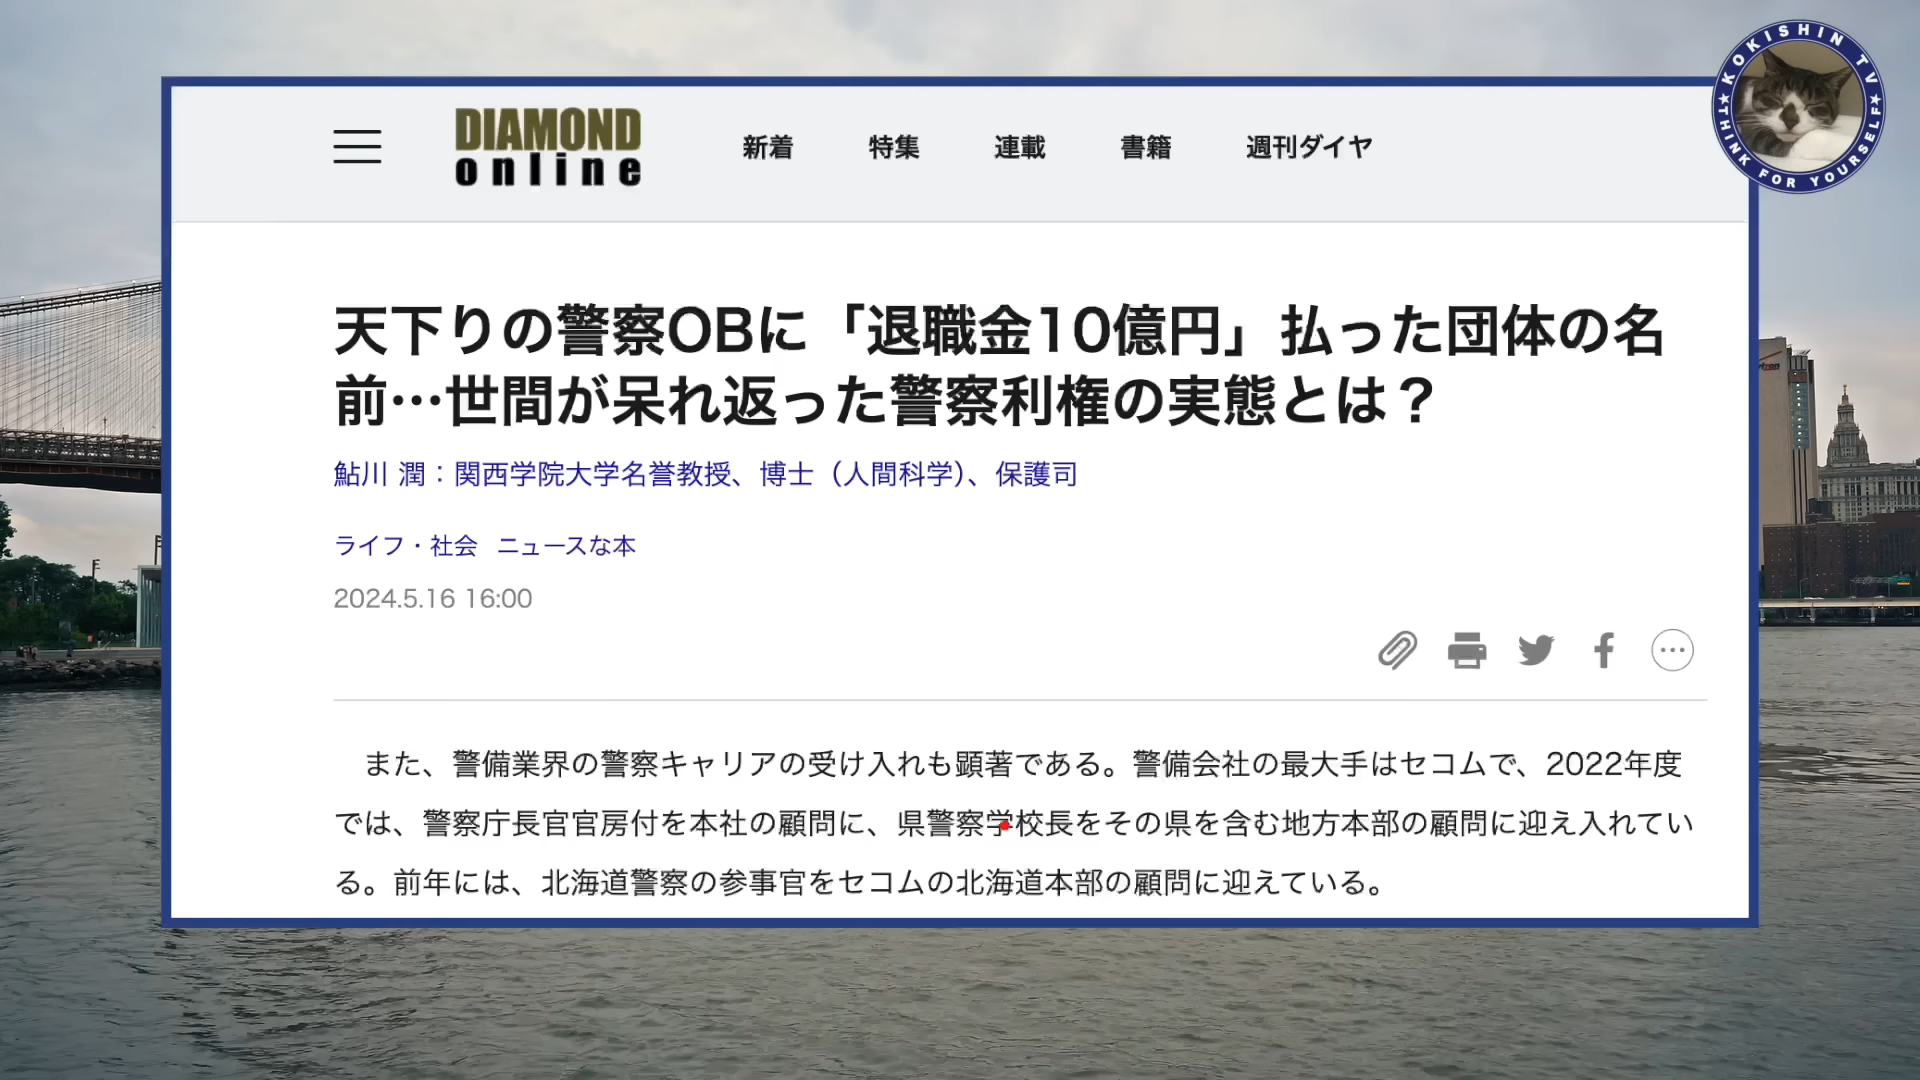 DIAMOND
online
新着 特集 連載 書籍 週刊ダイヤ
KOKISHIN TV
THINK FOR YOURSELF
天下りの警察OBに「退職金10億円」払った団体の名
前…世間が呆れ返った警察利権の実態とは？
鮎川 潤：関西学院大学名誉教授、博士（人間科学）、保護司
ライフ・社会 ニュースな本
2024.5.16 16:00
また、警備業界の警察キャリアの受け入れも顕著である。警備会社の最大手はセコムで、2022年度
では、警察庁長官官房付を本社の顧問に、県警察学校長をその県を含む地方本部の顧問に迎え入れてい
る。前年には、北海道警察の参事官をセコムの北海道本部の顧問に迎えている。